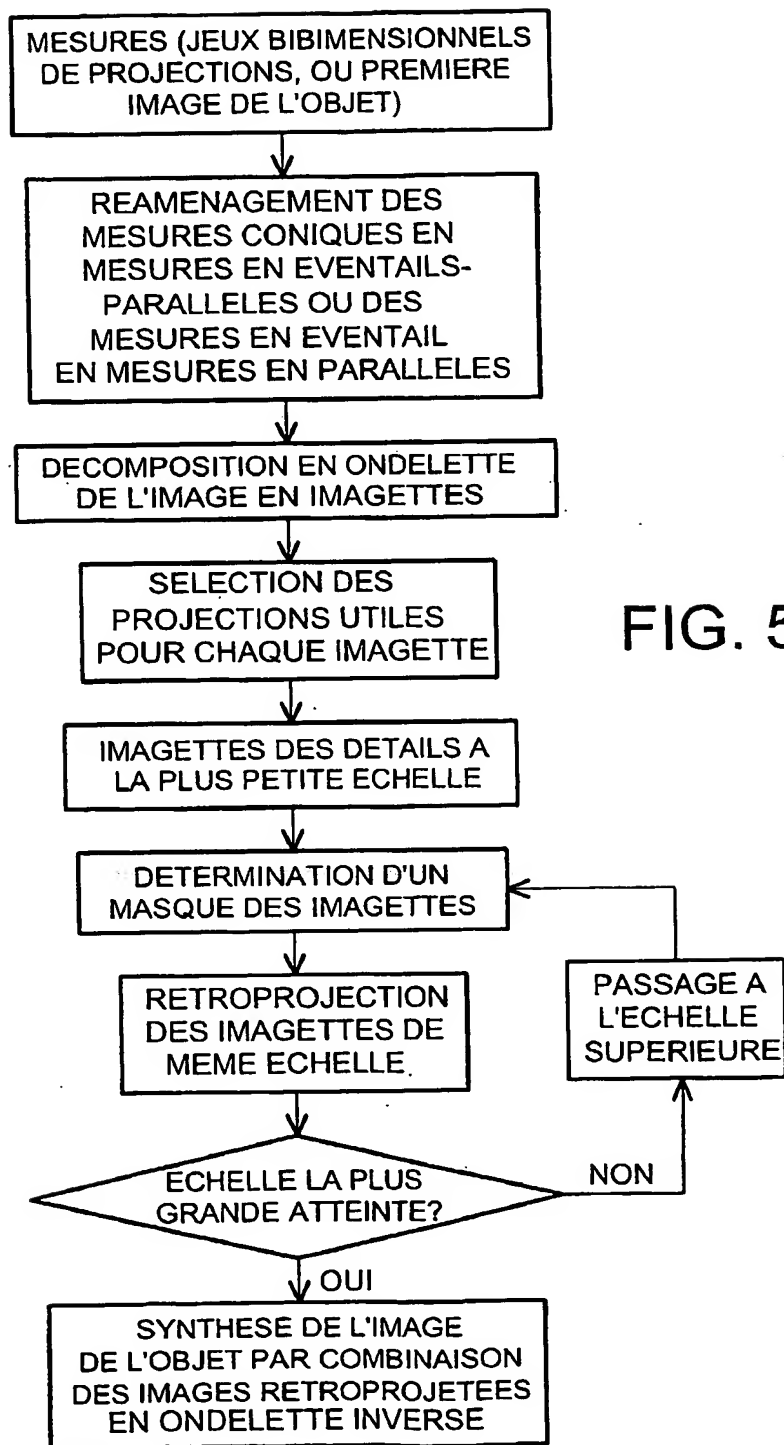 MESURES (JEUX BIBIMENSIONNELS
DE PROJECTIONS, OU PREMIERE
IMAGE DE L'OBJET)
REAMENAGEMENT DES
MESURES CONIQUES EN
MESURES EN EVENTAILS-
PARALLELES OU DES
MESURES EN EVENTAIL
EN MESURES EN PARALLELES
DECOMPOSITION EN ONDELETTE
DE L'IMAGE EN IMAGETTES
SELECTION DES
PROJECTIONS UTILES
POUR CHAQUE IMAGETTE
FIG. 5
IMAGETTES DES DETAILS A
LA PLUS PETITE ECHELLE
DETERMINATION D'UN
MASQUE DES IMAGETTES
RETROPROJECTION
DES IMAGETTES DE
MEME ECHELLE
PASSAGE A
L'ECHELLE
SUPERIEURE
ECHELLE LA PLUS
GRANDE ATTEINTE?
NON
OUI
SYNTHESE DE L'IMAGE
DE L'OBJET PAR COMBINAISON
DES IMAGES RETROPROJETEES
EN ONDELETTE INVERSE